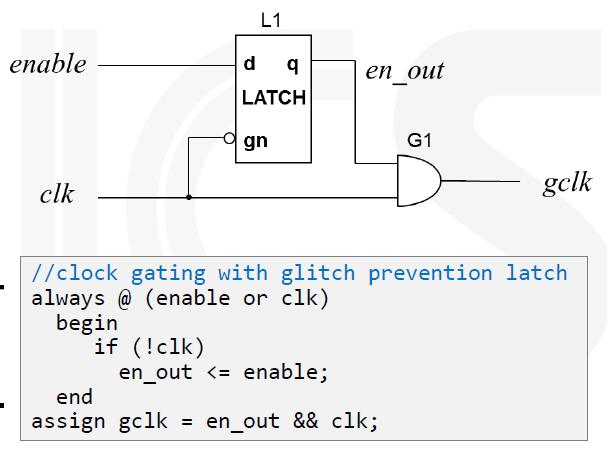 L1
enable
d q
en_out
LATCH
G1
gn
gclk
clk
//clock gating with glitch prevention latch
always @ (enable or clk)
begin
if (!clk)
en_out <= enable;
end
assign gclk = en_out && clk;